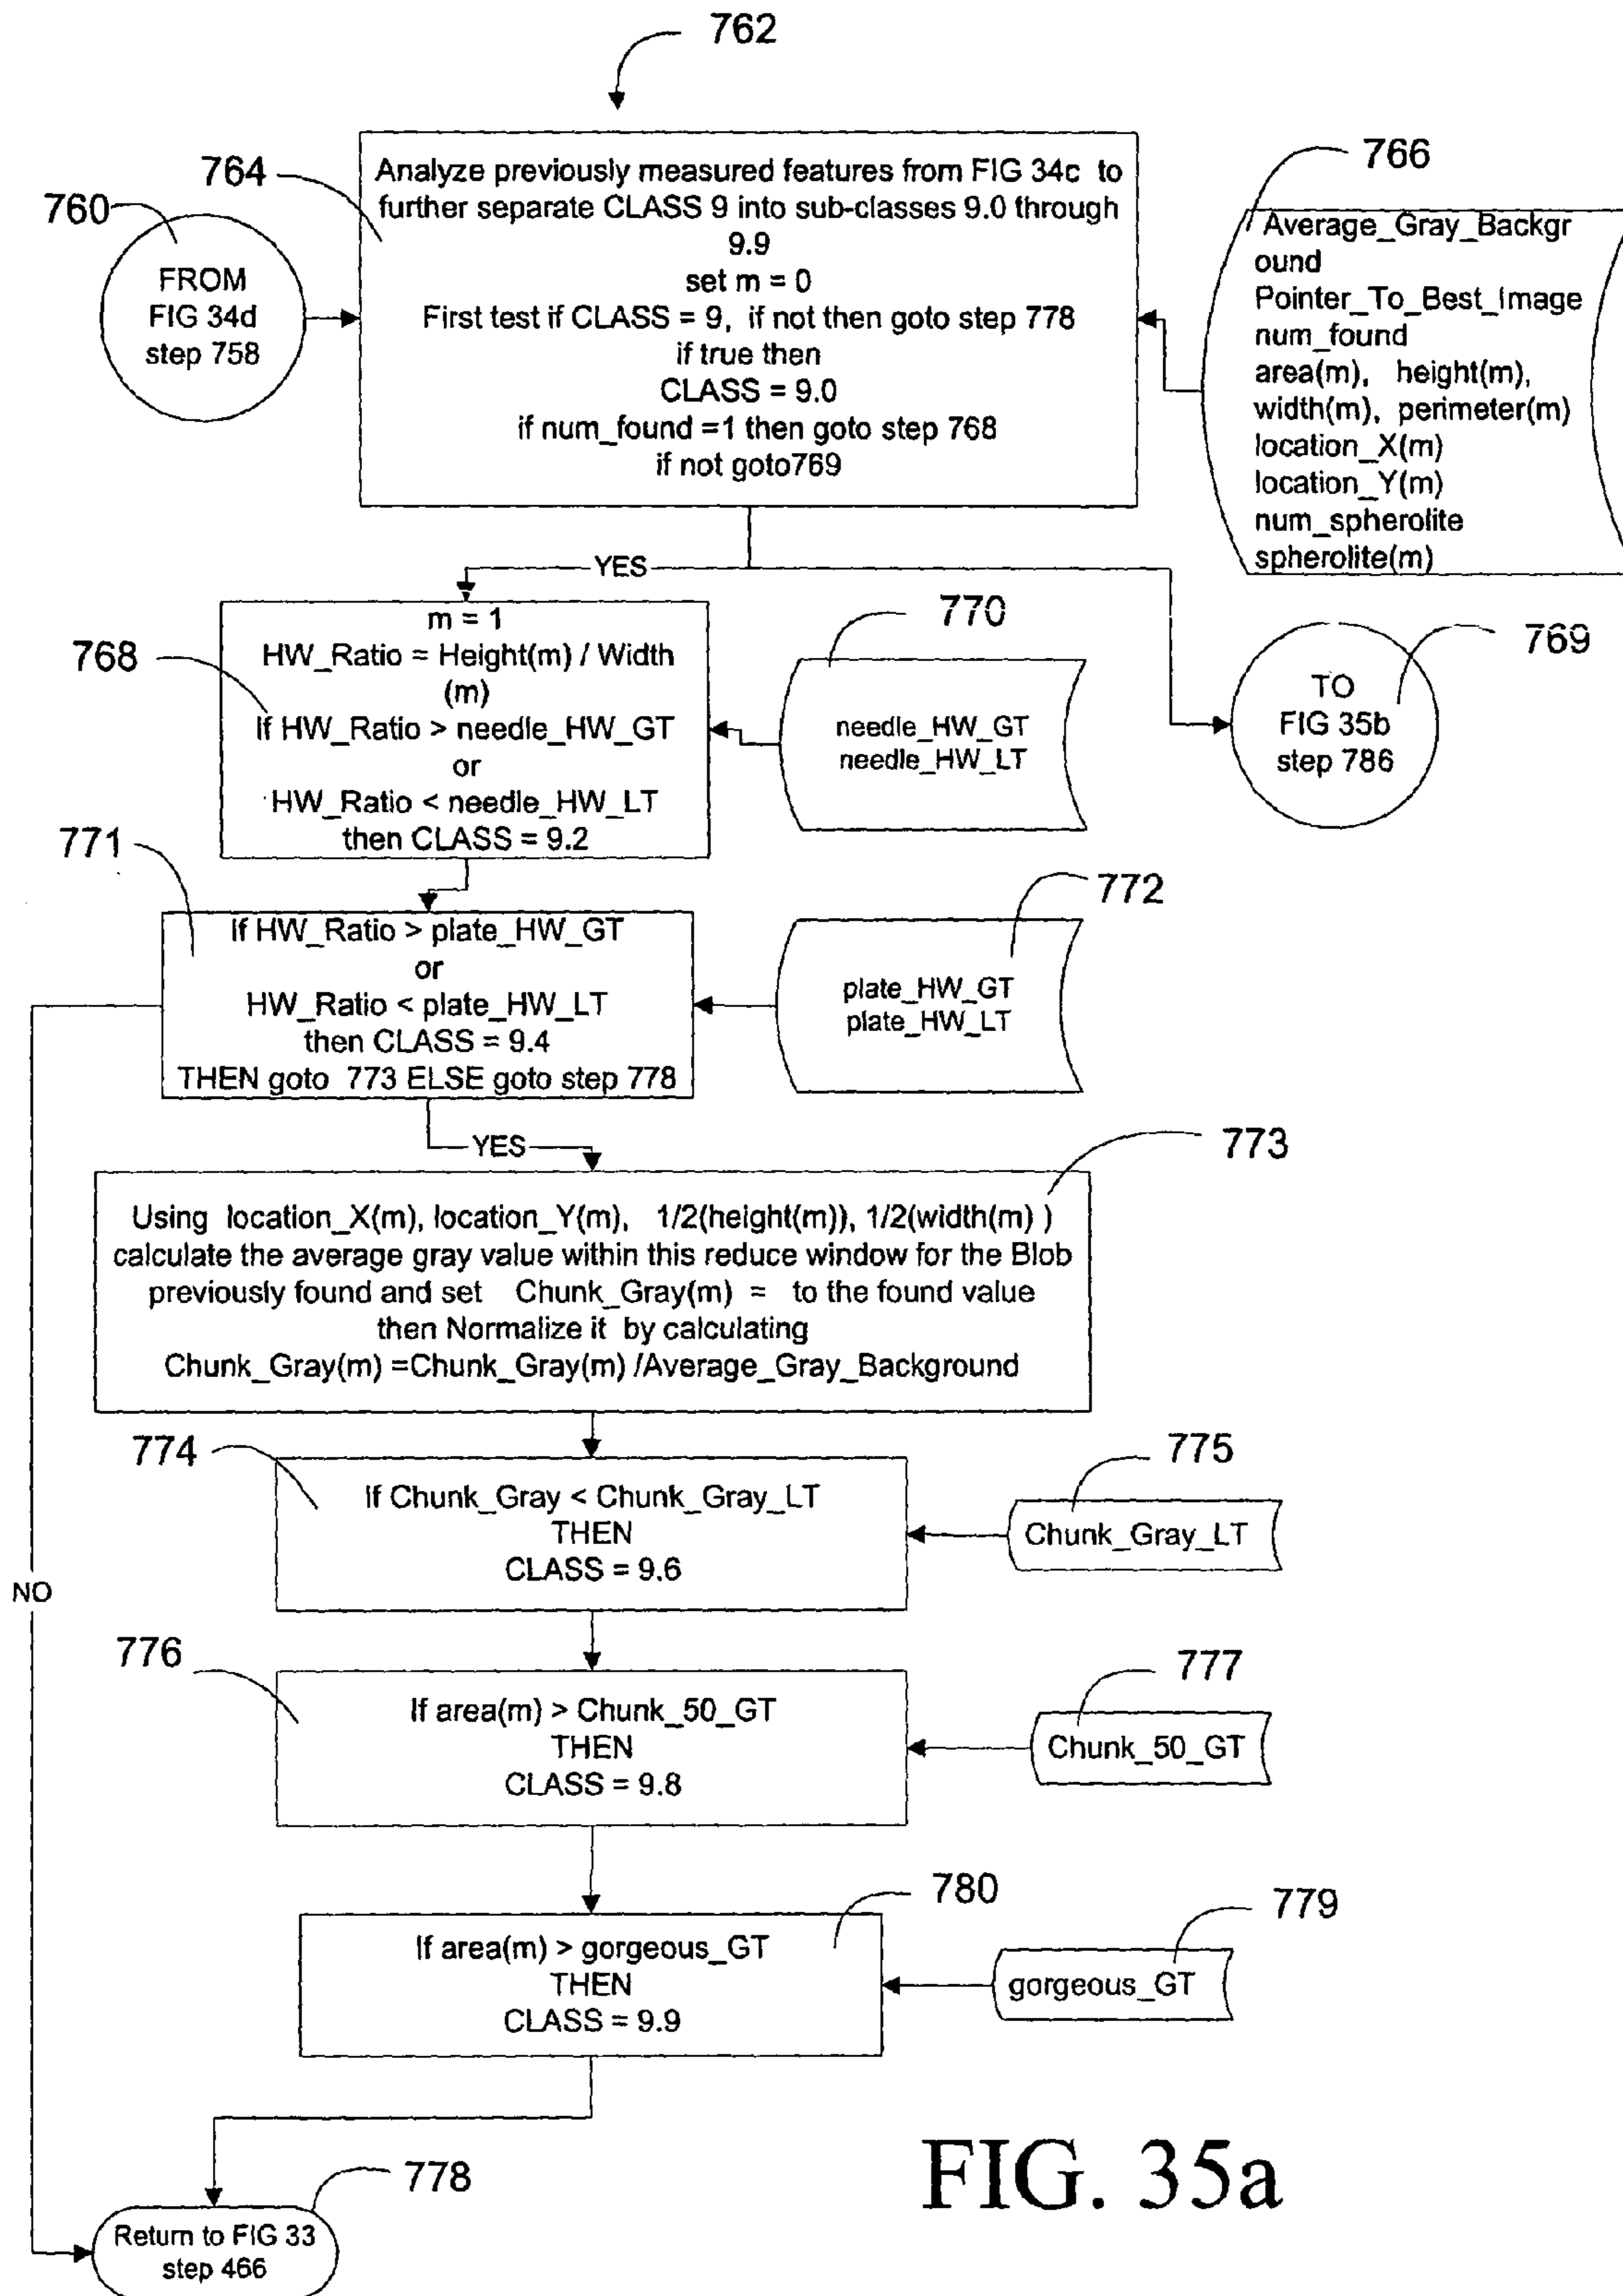 762
764
Analyze previously measured features from FIG 34c to
further separate CLASS 9 into sub-classes 9.0 through
9.9
set m = 0
First test if CLASS = 9, if not then goto step 778
if true then
CLASS = 9.0
if num_found =1 then goto step 768
if not goto769
760
FROM
FIG 34d
step 758
766
Average_Gray_Backgr
ound
Pointer_To_Best_Image
num_found
area(m), height(m),
width(m), perimeter(m)
location_X(m)
location_Y(m)
num_spherolite
spherolite(m)
YES
768
m = 1
HW_Ratio = Height(m) / Width
(m)
If HW_Ratio > needle_HW_GT
or
HW_Ratio < needle_HW_LT
then CLASS = 9.2
770
needle_HW_GT
needle_HW_LT
769
TO
FIG 35b
step 786
771
If HW_Ratio > plate_HW_GT
or
HW_Ratio < plate_HW_LT
then CLASS = 9.4
THEN goto 773 ELSE goto step 778
772
plate_HW_GT
plate_HW_LT
YES
773
Using location_X(m), location_Y(m), 1/2(height(m)), 1/2(width(m) )
calculate the average gray value within this reduce window for the Blob
previously found and set Chunk_Gray(m) = to the found value
then Normalize it by calculating
Chunk_Gray(m) =Chunk_Gray(m) /Average_Gray_Background
774
If Chunk_Gray < Chunk_Gray_LT
THEN
CLASS = 9.6
775
Chunk_Gray_LT
NO
776
If area(m) > Chunk_50_GT
THEN
CLASS = 9.8
777
Chunk_50_GT
780
If area(m) > gorgeous_GT
THEN
CLASS = 9.9
779
gorgeous_GT
778
Return to FIG 33
step 466
FIG. 35a